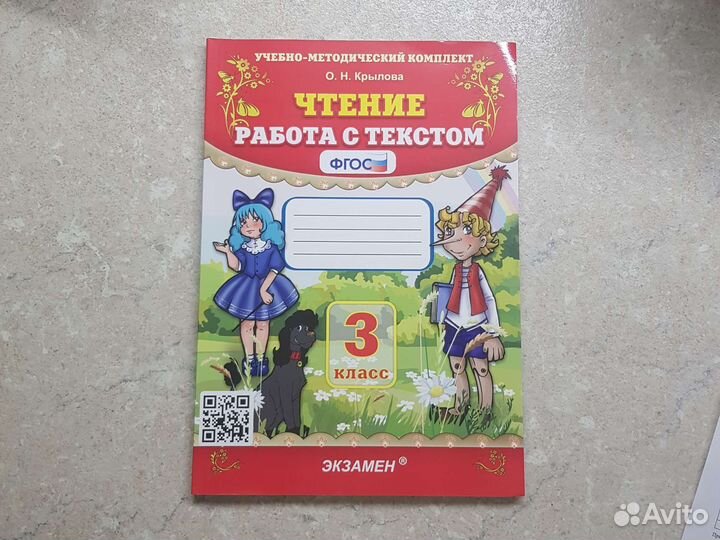 УЧЕБНО-МЕТОДИЧЕСКИЙ КОМПЛЕКТ
О. Н. Крылова
ЧТЕНИЕ
РАБОТА С ТЕКСТОМ
ФГОС
3
класс
ЭКЗАМЕН®
Avito